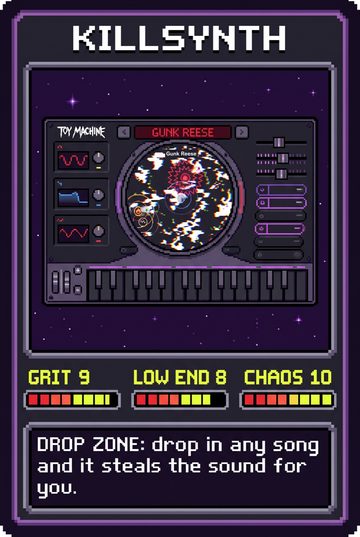 KILLSYNTH
TOY MACHINE
GUNK REESE
Gunk Reese
GRIT 9 LOW END 8 CHAOS 10
DROP ZONE: drop in any song
and it steals the sound for
you.